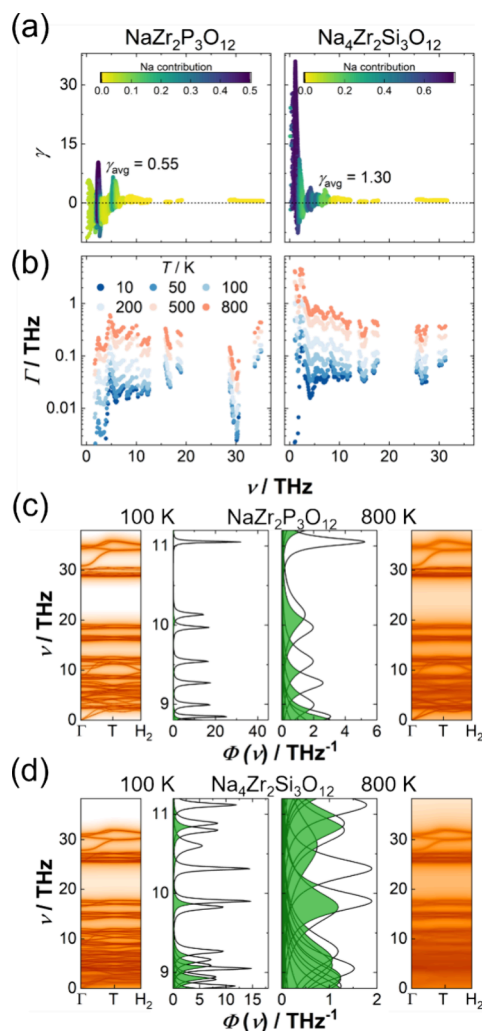 (a)
NaZr2P3O12
Na4Zr2Si3O12
Na contribution
0.0 0.1 0.2 0.3 0.4 0.5
Na contribution
0.0 0.2 0.4 0.6
30
15
0
γ
γavg = 0.55
γavg = 1.30
(b)
T / K
10 50 100
200 500 800
1
0.1
0.01
Γ / THz
0 10 20 30
0 10 20 30
ν / THz
(c)
100 K
NaZr2P3O12
800 K
30
20
10
0
ν / THz
Γ T H2
11
10
9
0 20 40
0 2 4 6
Φ (ν) / THz-1
Γ T H2
(d)
100 K
Na4Zr2Si3O12
800 K
30
20
10
0
ν / THz
Γ T H2
11
10
9
0 5 10 15
0 1 2
Φ (ν) / THz-1
Γ T H2